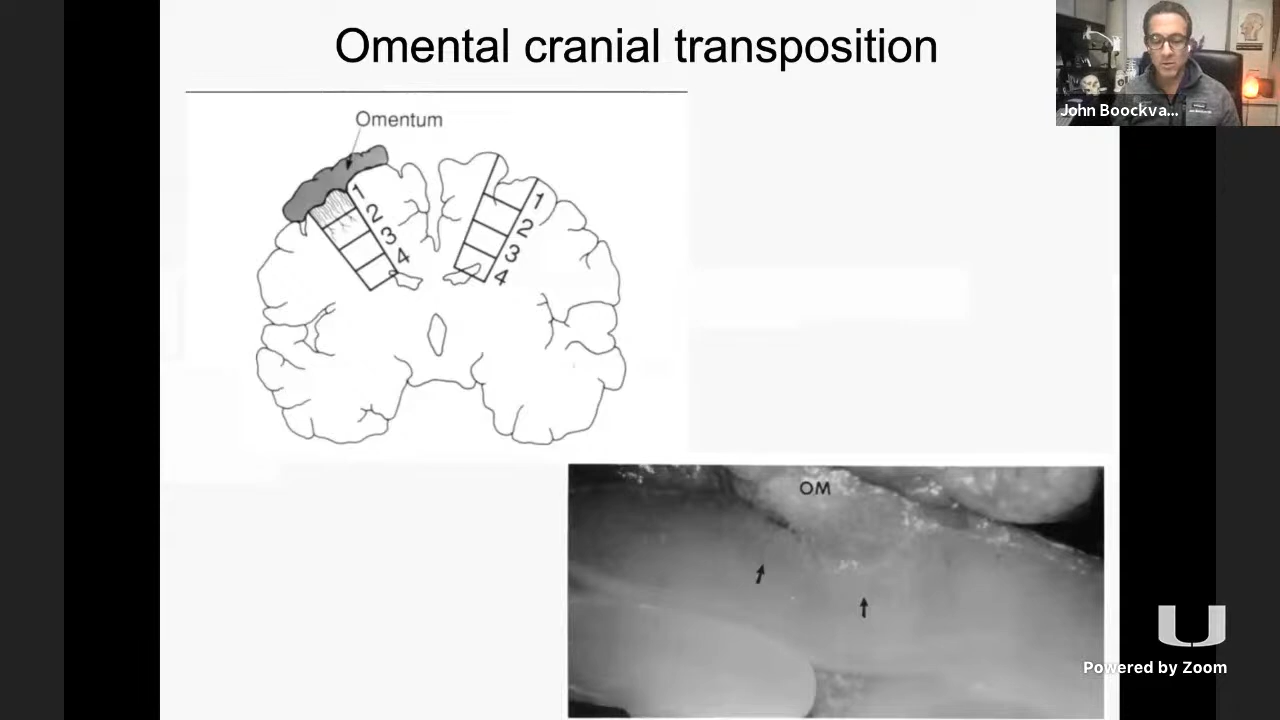 Omental cranial transposition
John Boockva...
Omentum
1
2
3
4
1
2
3
4
OM
U
Powered by Zoom